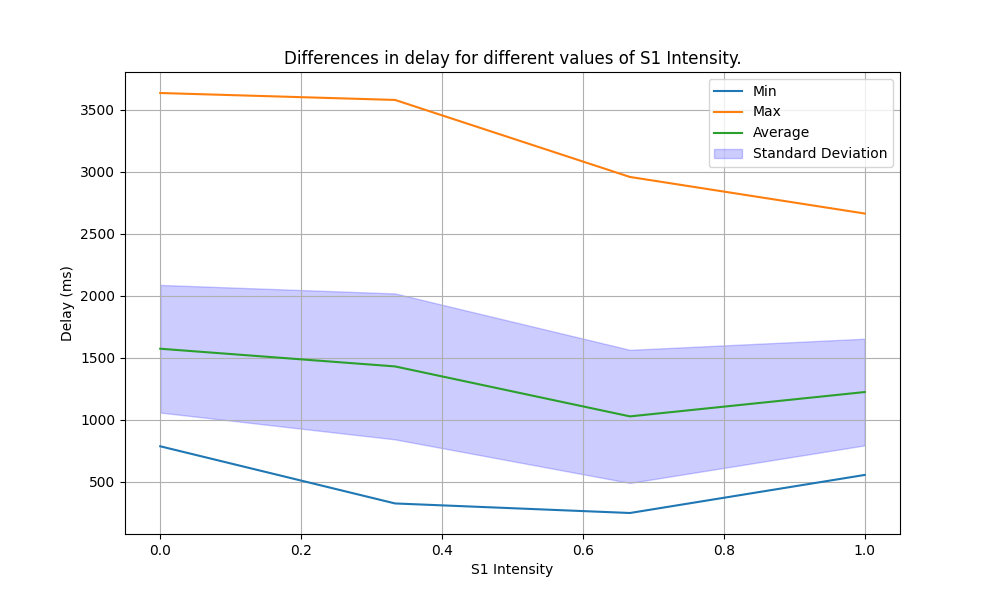 Differences in delay for different values of S1 Intensity.
Min
Max
Average
Standard Deviation
3500
3000
2500
2000
1500
1000
500
Delay (ms)
0.0 0.2 0.4 0.6 0.8 1.0
S1 Intensity